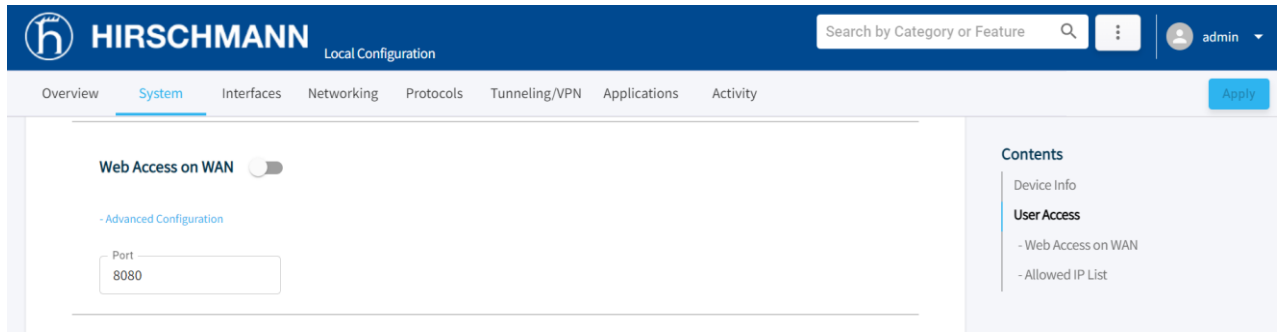 HIRSCHMANN
Local Configuration
Search by Category or Feature
admin
Overview System Interfaces Networking Protocols Tunneling/VPN Applications Activity
Apply
Web Access on WAN
- Advanced Configuration
Port
8080
Contents
Device Info
User Access
- Web Access on WAN
- Allowed IP List